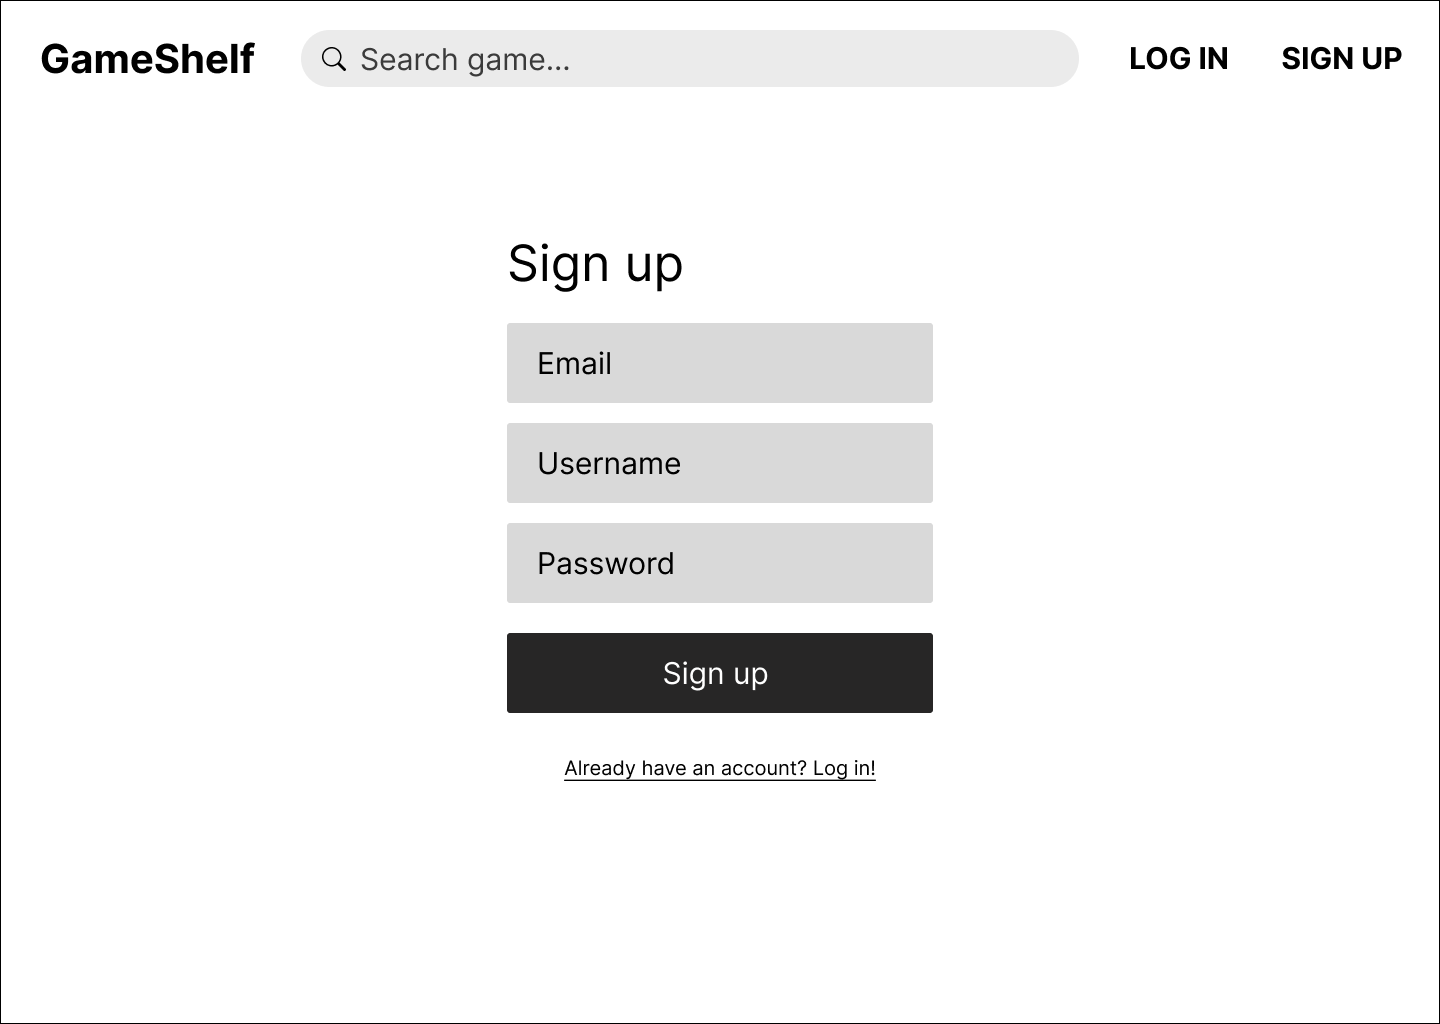 GameShelf
Search game...
LOG IN
SIGN UP
Sign up
Email
Username
Password
Sign up
Already have an account? Log in!